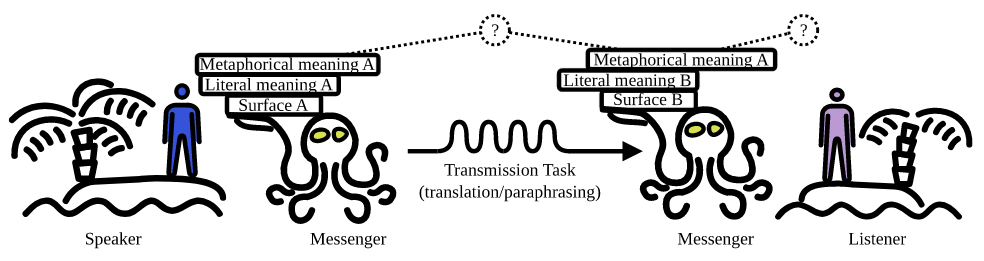 ? ?
Metaphorical meaning A
Literal meaning A
Surface A
Metaphorical meaning A
Literal meaning B
Surface B
Transmission Task
(translation/paraphrasing)
Speaker Messenger Messenger Listener